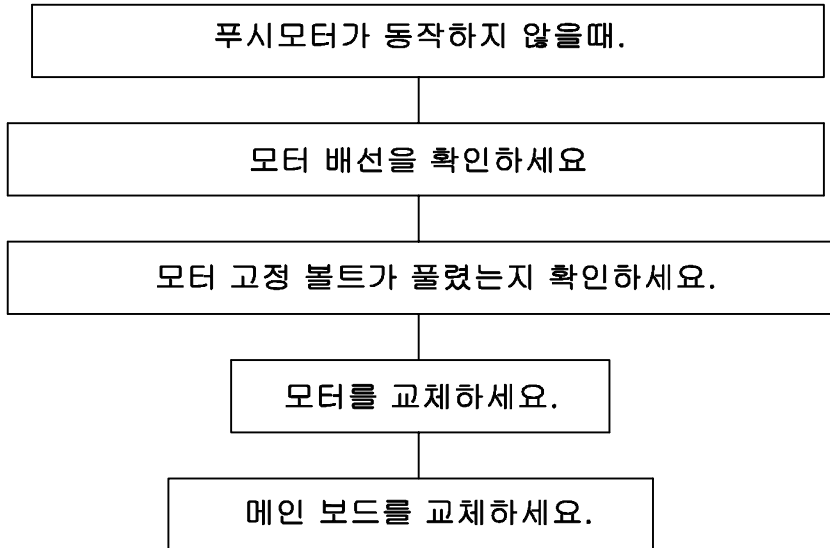 푸시모터가 동작하지 않을때.
모터 배선을 확인하세요
모터 고정 볼트가 풀렸는지 확인하세요.
모터를 교체하세요.
메인 보드를 교체하세요.